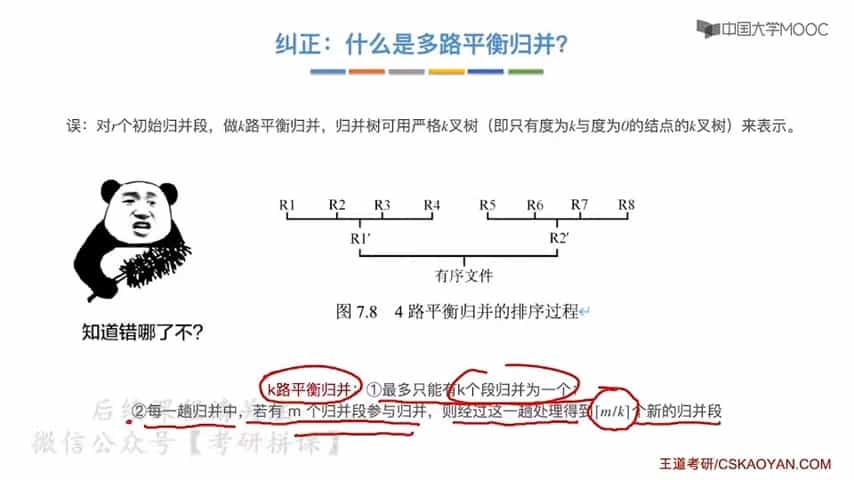 中国大学MOOC
纠正：什么是多路平衡归并?
误：对r个初始归并段，做k路平衡归并，归并树可用严格k叉树（即只有度为k与度为0的结点的k叉树）来表示。
R1 R2 R3 R4 R5 R6 R7 R8
R1′ R2′
有序文件
图 7.8 4 路平衡归并的排序过程
知道错哪了不?
k路平衡归并：①最多只能有k个段归并为一个；
②每一趟归并中，若有 m 个归并段参与归并，则经过这一趟处理得到⌈m/k⌉个新的归并段
微信公众号【考研拼课】
王道考研/CSKAOYAN.COM